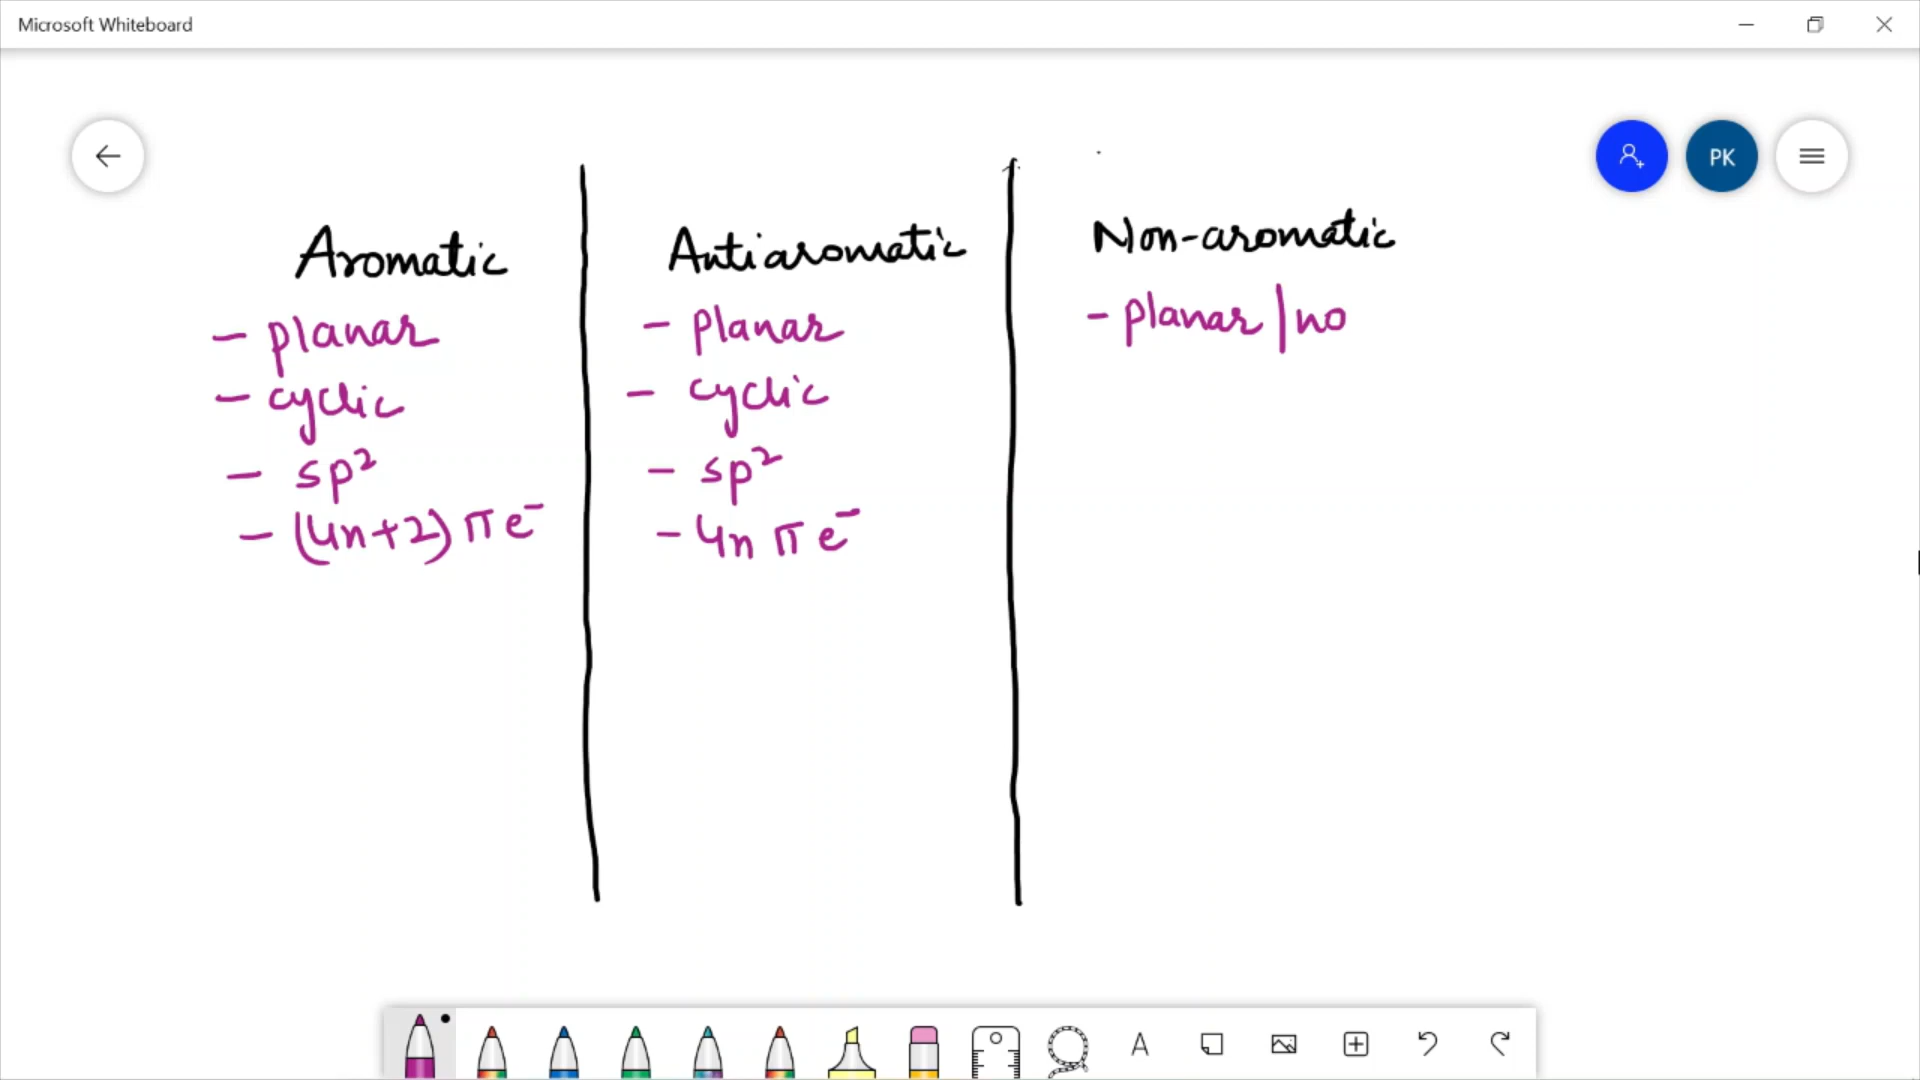 Microsoft Whiteboard
PK
Aromatic
- planar
- cyclic
- sp²
- (4n+2) π e⁻
Antiaromatic
- planar
- cyclic
- sp²
- 4n π e⁻
Non-aromatic
- planar | no
A